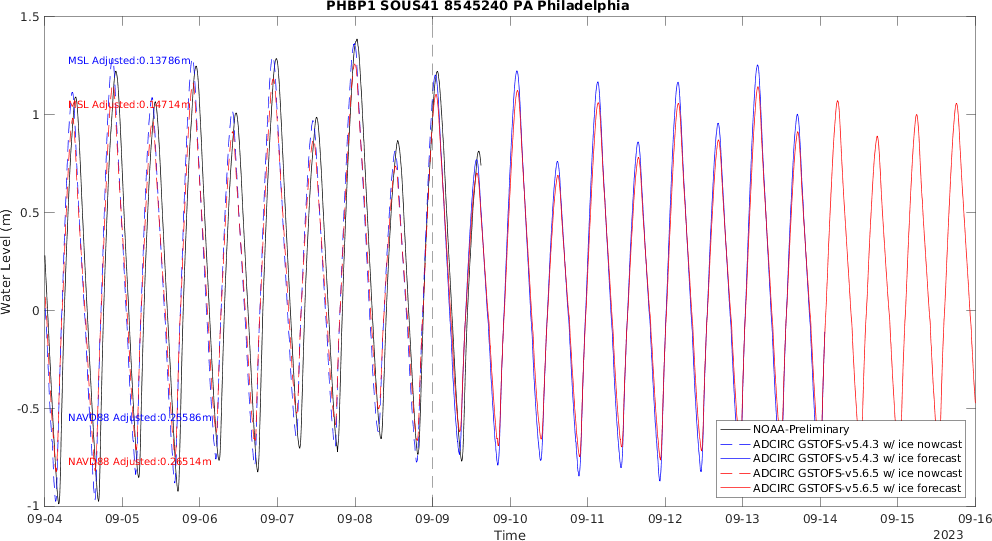 PHBP1 SOUS41 8545240 PA Philadelphia
1.5
1
0.5
0
-0.5
-1
Water Level (m)
MSL Adjusted:0.13786m
MSL Adjusted:0.14714m
NAVD88 Adjusted:0.25586m
NAVD88 Adjusted:0.26514m
NOAA-Preliminary
ADCIRC GSTOFS-v5.4.3 w/ ice nowcast
ADCIRC GSTOFS-v5.4.3 w/ ice forecast
ADCIRC GSTOFS-v5.6.5 w/ ice nowcast
ADCIRC GSTOFS-v5.6.5 w/ ice forecast
09-04 09-05 09-06 09-07 09-08 09-09 09-10 09-11 09-12 09-13 09-14 09-15 09-16
Time
2023